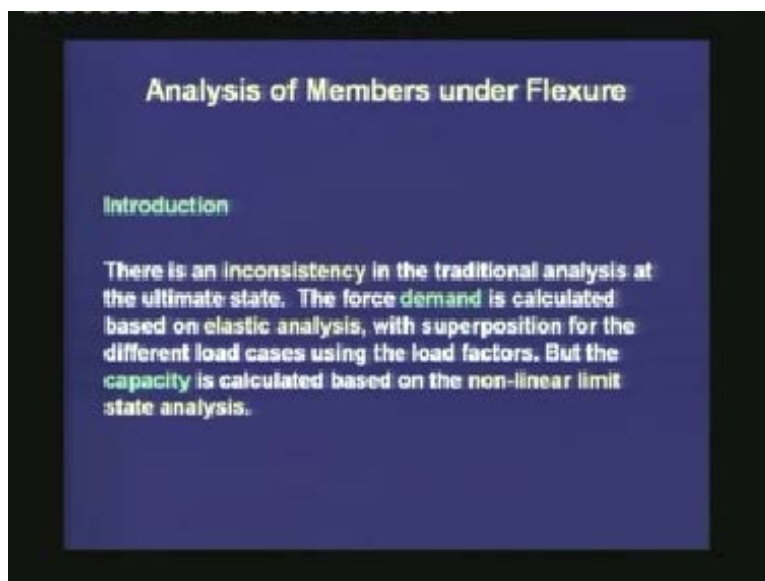 Analysis of Members under Flexure
Introduction
There is an inconsistency in the traditional analysis at
the ultimate state. The force demand is calculated
based on elastic analysis, with superposition for the
different load cases using the load factors. But the
capacity is calculated based on the non-linear limit
state analysis.